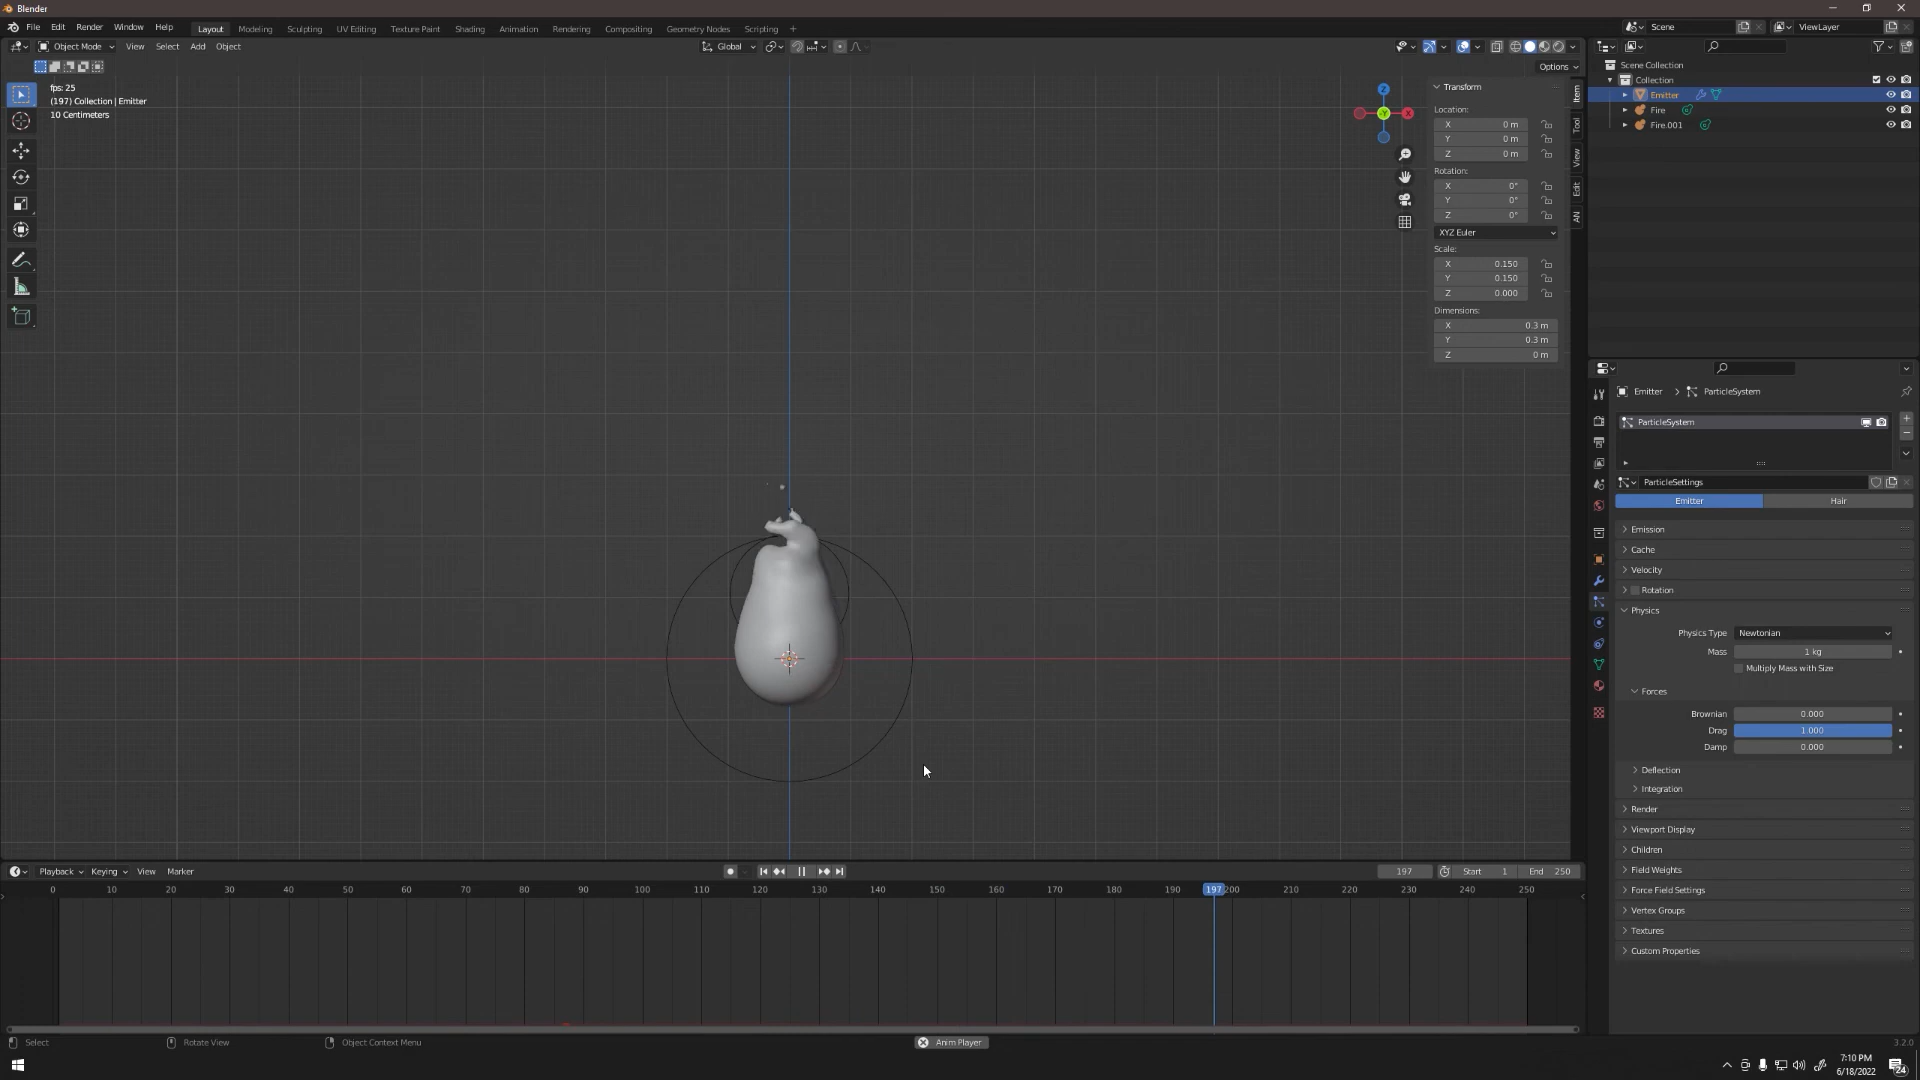 Blender
File Edit Render Window Help
Layout Modeling Sculpting UV Editing Texture Paint Shading Animation Rendering Compositing Geometry Nodes Scripting +
Scene
ViewLayer
Object Mode View Select Add Object
Global
Options
fps: 25
(197) Collection | Emitter
10 Centimeters
Z
Y
X
Transform
Location:
X 0 m
Y 0 m
Z 0 m
Rotation:
X 0°
Y 0°
Z 0°
XYZ Euler
Scale:
X 0.150
Y 0.150
Z 0.000
Dimensions:
X 0.3 m
Y 0.3 m
Z 0 m
Item
Tool
View
Edit
AN
Scene Collection
Collection
Emitter
Fire
Fire.001
Emitter > ParticleSystem
ParticleSystem
ParticleSettings
Emitter Hair
Emission
Cache
Velocity
Rotation
Physics
Physics Type Newtonian
Mass 1 kg
Multiply Mass with Size
Forces
Brownian 0.000
Drag 1.000
Damp 0.000
Deflection
Integration
Render
Viewport Display
Children
Field Weights
Force Field Settings
Vertex Groups
Textures
Custom Properties
Playback Keying View Marker
197 Start 1 End 250
0 10 20 30 40 50 60 70 80 90 100 110 120 130 140 150 160 170 180 190 197 200 210 220 230 240 250
Select Rotate View Object Context Menu Anim Player 3.2.0
7:10 PM
6/18/2022
24